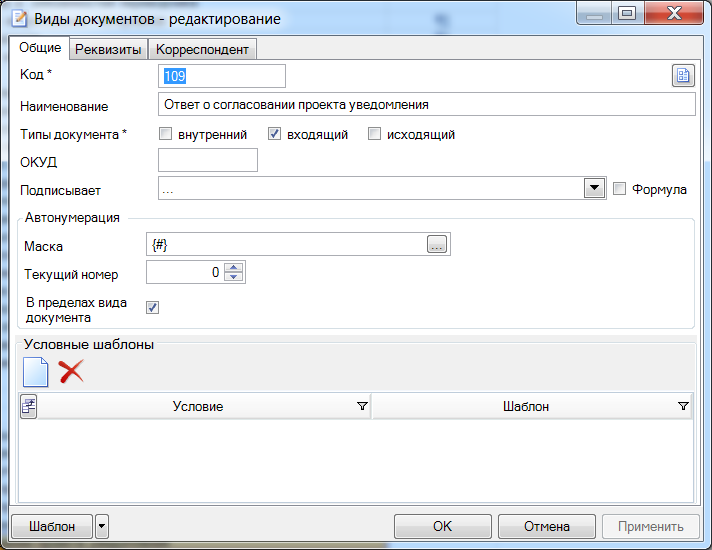 Виды документов - редактирование
Общие Реквизиты Корреспондент
Код * 109
Наименование Ответ о согласовании проекта уведомления
Типы документа * внутренний входящий исходящий
ОКУД
Подписывает ... Формула
Автонумерация
Маска {#} ...
Текущий номер 0
В пределах вида
документа
Условные шаблоны
Условие Шаблон
Шаблон OK Отмена Применить